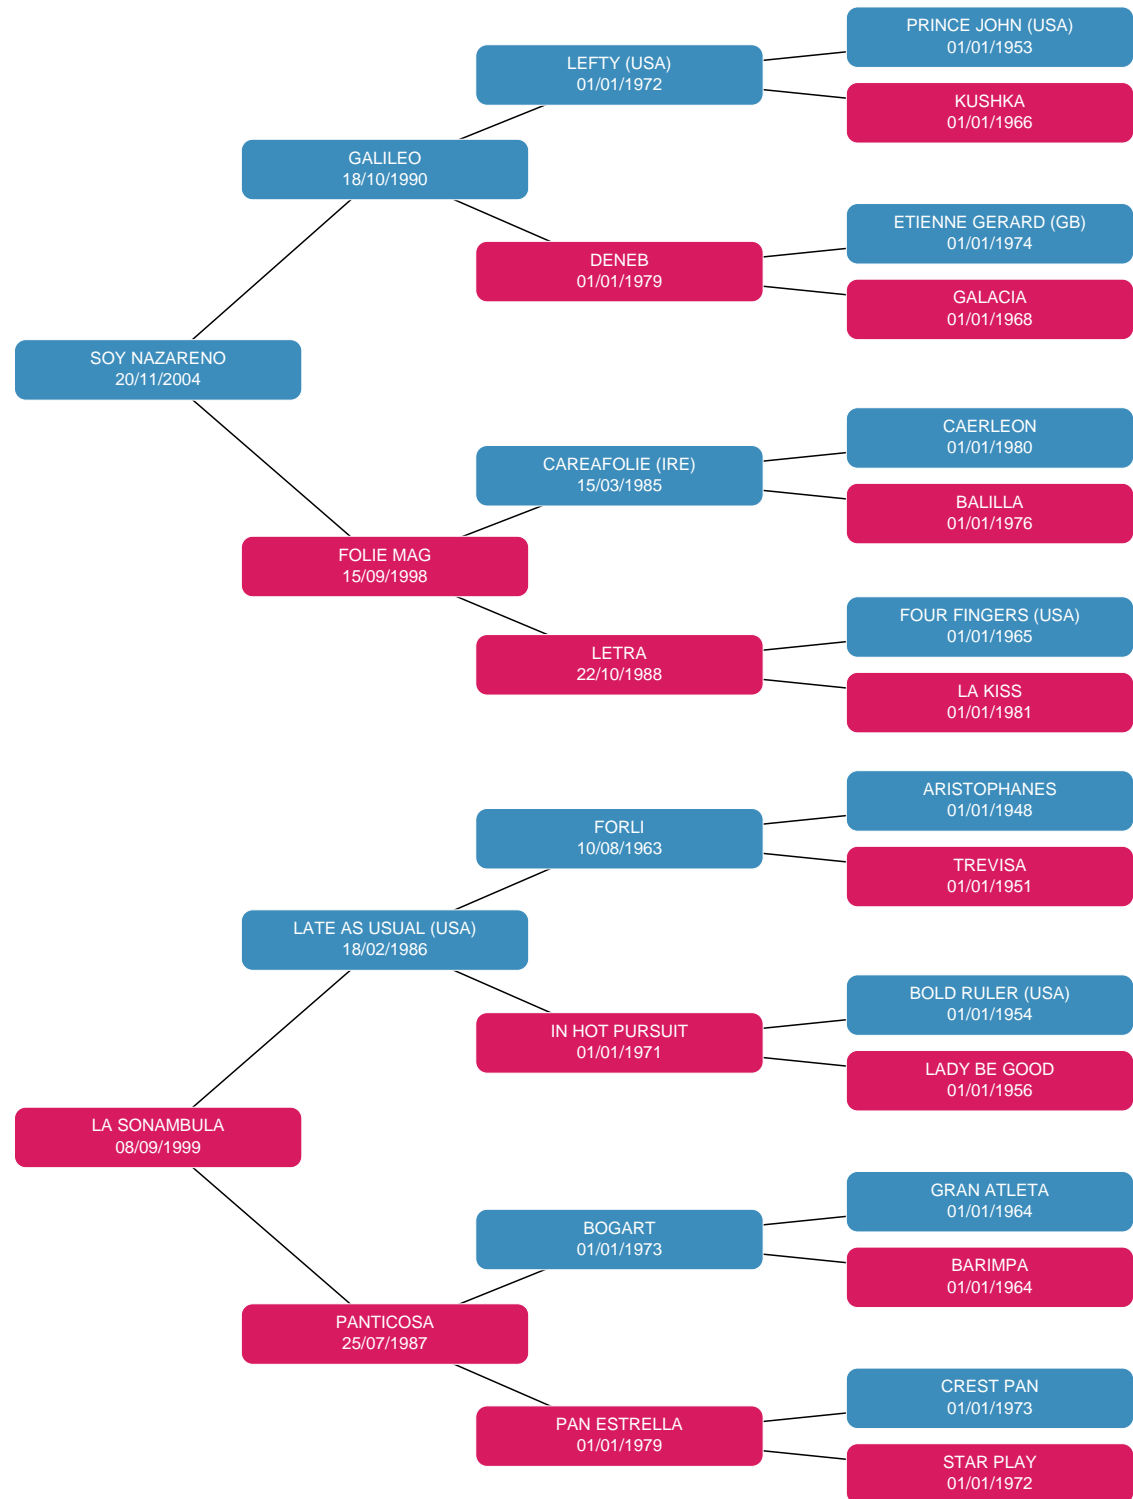 PRINCE JOHN (USA)
01/01/1953
LEFTY (USA)
01/01/1972
KUSHKA
01/01/1966
GALILEO
18/10/1990
ETIENNE GERARD (GB)
01/01/1974
DENEB
01/01/1979
GALACIA
01/01/1968
SOY NAZARENO
20/11/2004
CAERLEON
01/01/1980
CAREAFOLIE (IRE)
15/03/1985
BALILLA
01/01/1976
FOLIE MAG
15/09/1998
FOUR FINGERS (USA)
01/01/1965
LETRA
22/10/1988
LA KISS
01/01/1981
ARISTOPHANES
01/01/1948
FORLI
10/08/1963
TREVISA
01/01/1951
LATE AS USUAL (USA)
18/02/1986
BOLD RULER (USA)
01/01/1954
IN HOT PURSUIT
01/01/1971
LADY BE GOOD
01/01/1956
LA SONAMBULA
08/09/1999
GRAN ATLETA
01/01/1964
BOGART
01/01/1973
BARIMPA
01/01/1964
PANTICOSA
25/07/1987
CREST PAN
01/01/1973
PAN ESTRELLA
01/01/1979
STAR PLAY
01/01/1972